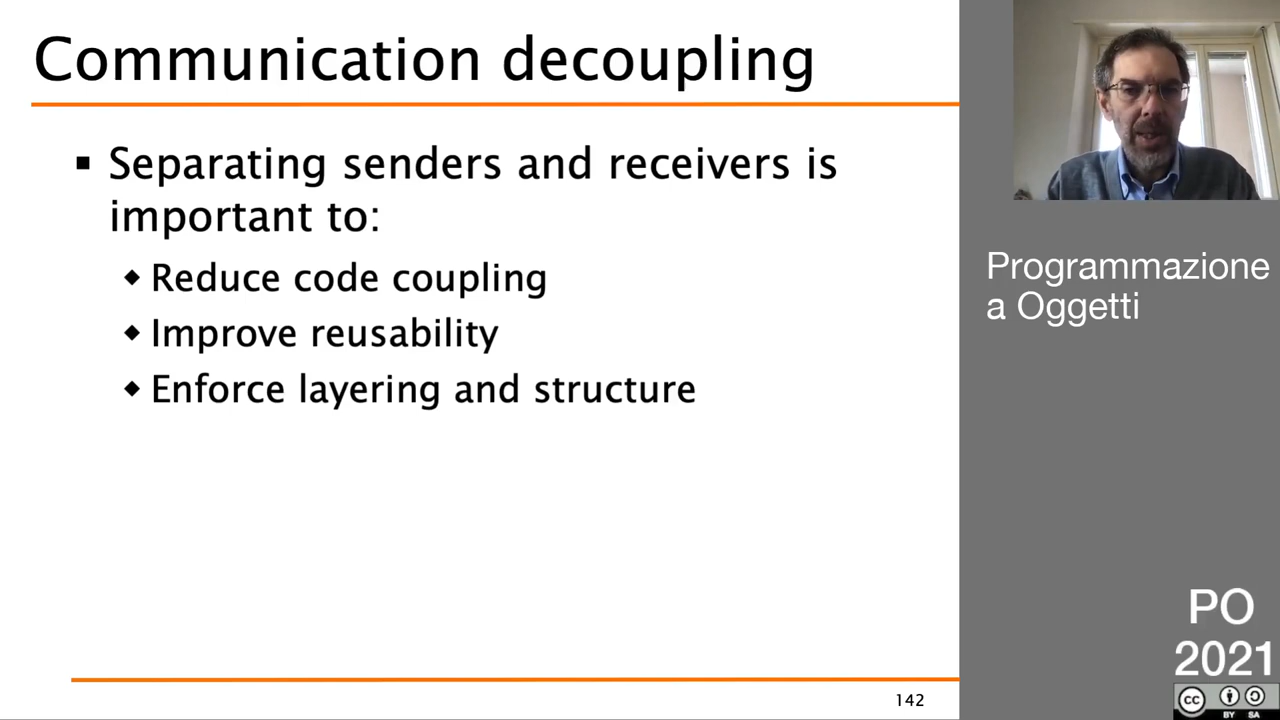 Communication decoupling
▪ Separating senders and receivers is
important to:
◆ Reduce code coupling
◆ Improve reusability
◆ Enforce layering and structure
142
Programmazione
a Oggetti
PO
2021
cc
BY SA